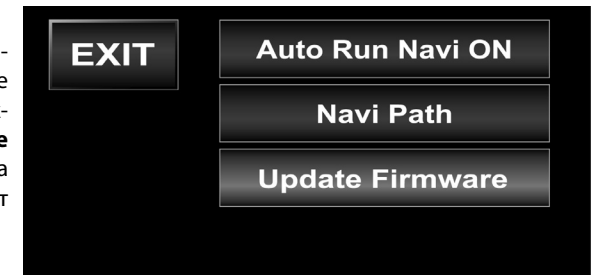 EXIT
Auto Run Navi ON
Navi Path
Update Firmware
-
е
-
е
а
т